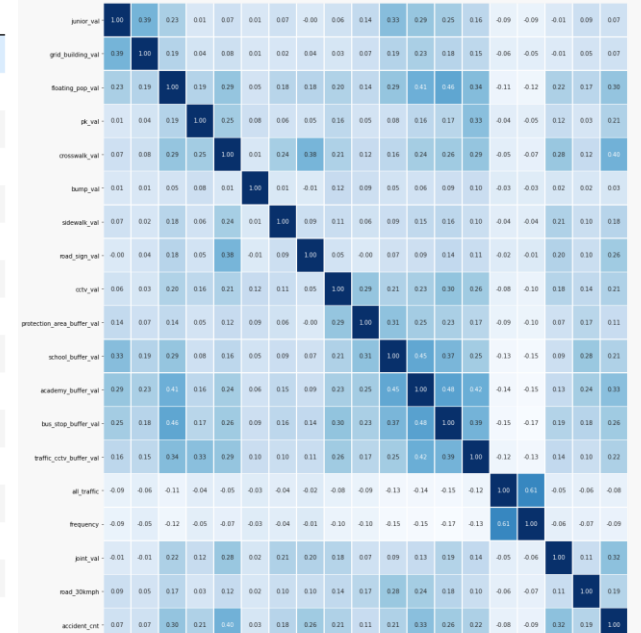 junior_val 1.00 0.39 0.23 0.01 0.07 0.01 0.07 -0.00 0.06 0.14 0.33 0.29 0.25 0.16 -0.09 -0.09 -0.01 0.09 0.07
grid_building_val 0.39 1.00 0.19 0.04 0.08 0.01 0.02 0.04 0.03 0.07 0.19 0.23 0.18 0.15 -0.06 -0.05 -0.01 0.05 0.07
floating_pop_val 0.23 0.19 1.00 0.19 0.29 0.05 0.18 0.18 0.20 0.14 0.29 0.41 0.46 0.34 -0.11 -0.12 0.22 0.17 0.30
pk_val 0.01 0.04 0.19 1.00 0.25 0.08 0.06 0.05 0.16 0.05 0.08 0.16 0.17 0.33 -0.04 -0.05 0.12 0.03 0.21
crosswalk_val 0.07 0.08 0.29 0.25 1.00 0.01 0.24 0.38 0.21 0.12 0.16 0.24 0.26 0.29 -0.05 -0.07 0.28 0.12 0.40
bump_val 0.01 0.01 0.05 0.08 0.01 1.00 0.01 -0.01 0.12 0.09 0.05 0.06 0.09 0.10 -0.03 -0.03 0.02 0.02 0.03
sidewalk_val 0.07 0.02 0.18 0.06 0.24 0.01 1.00 0.09 0.11 0.06 0.09 0.15 0.16 0.10 -0.04 -0.04 0.21 0.10 0.18
road_sign_val -0.00 0.04 0.18 0.05 0.38 -0.01 0.09 1.00 0.05 -0.00 0.07 0.09 0.14 0.11 -0.02 -0.01 0.20 0.10 0.26
cctv_val 0.06 0.03 0.20 0.16 0.21 0.12 0.11 0.05 1.00 0.29 0.21 0.23 0.30 0.26 -0.08 -0.10 0.18 0.14 0.21
protection_area_buffer_val 0.14 0.07 0.14 0.05 0.12 0.09 0.06 -0.00 0.29 1.00 0.31 0.25 0.23 0.17 -0.09 -0.10 0.07 0.17 0.11
school_buffer_val 0.33 0.19 0.29 0.08 0.16 0.05 0.09 0.07 0.21 0.31 1.00 0.45 0.37 0.25 -0.13 -0.15 0.09 0.28 0.21
academy_buffer_val 0.29 0.23 0.41 0.16 0.24 0.06 0.15 0.09 0.23 0.25 0.45 1.00 0.48 0.42 -0.14 -0.15 0.13 0.24 0.33
bus_stop_buffer_val 0.25 0.18 0.46 0.17 0.26 0.09 0.16 0.14 0.30 0.23 0.37 0.48 1.00 0.39 -0.15 -0.17 0.19 0.18 0.26
traffic_cctv_buffer_val 0.16 0.15 0.34 0.33 0.29 0.10 0.10 0.11 0.26 0.17 0.25 0.42 0.39 1.00 -0.12 -0.13 0.14 0.10 0.22
all_traffic -0.09 -0.06 -0.11 -0.04 -0.05 -0.03 -0.04 -0.02 -0.08 -0.09 -0.13 -0.14 -0.15 -0.12 1.00 0.61 -0.05 -0.06 -0.08
frequency -0.09 -0.05 -0.12 -0.05 -0.07 -0.03 -0.04 -0.01 -0.10 -0.10 -0.15 -0.15 -0.17 -0.13 0.61 1.00 -0.06 -0.07 -0.09
joint_val -0.01 -0.01 0.22 0.12 0.28 0.02 0.21 0.20 0.18 0.07 0.09 0.13 0.19 0.14 -0.05 -0.06 1.00 0.11 0.32
road_30kmph 0.09 0.05 0.17 0.03 0.12 0.02 0.10 0.10 0.14 0.17 0.28 0.24 0.18 0.10 -0.06 -0.07 0.11 1.00 0.19
accident_cnt 0.07 0.07 0.30 0.21 0.40 0.03 0.18 0.26 0.21 0.11 0.21 0.33 0.26 0.22 -0.08 -0.09 0.32 0.19 1.00